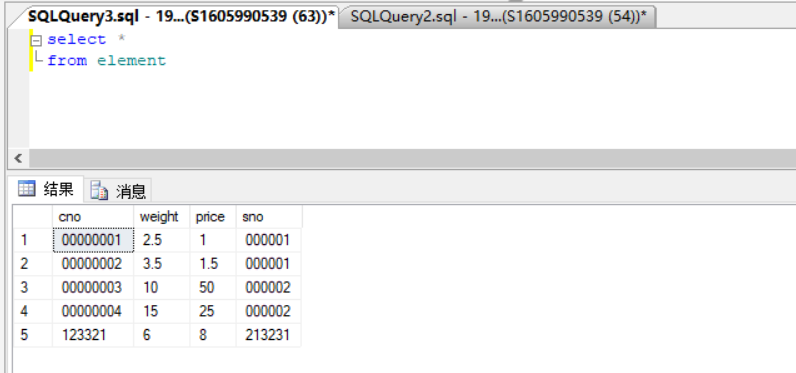 SQLQuery3.sql - 19...(S1605990539 (63))* SQLQuery2.sql - 19...(S1605990539 (54))*
select *
from element
结果 消息
cno weight price sno
1 00000001 2.5 1 000001
2 00000002 3.5 1.5 000001
3 00000003 10 50 000002
4 00000004 15 25 000002
5 123321 6 8 213231